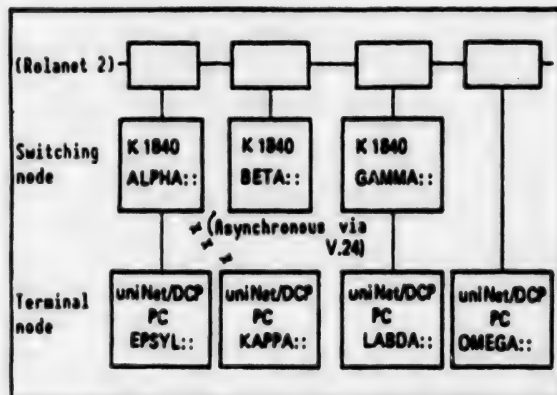 (Rolanet 2)
Switching node
K 1840 ALPHA::
K 1840 BETA::
K 1840 GAMMA::
(Asynchronous via V.24)
Terminal node
uniNet/DCP PC EPSYL::
uniNet/DCP PC KAPPA::
uniNet/DCP PC LABDA::
uniNet/DCP PC OMEGA::